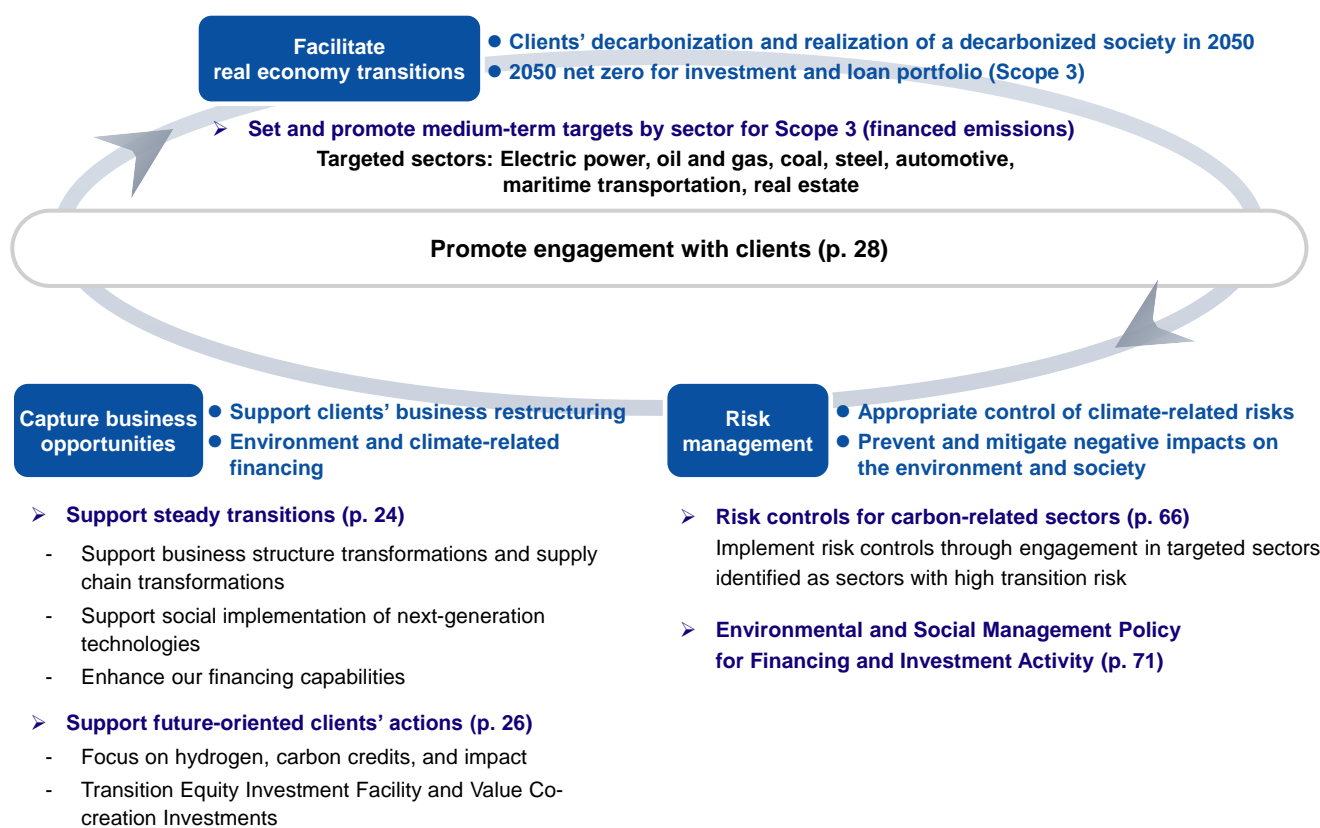 Facilitate
real economy transitions
● Clients’ decarbonization and realization of a decarbonized society in 2050
● 2050 net zero for investment and loan portfolio (Scope 3)
➢ Set and promote medium-term targets by sector for Scope 3 (financed emissions)
Targeted sectors: Electric power, oil and gas, coal, steel, automotive,
maritime transportation, real estate
Promote engagement with clients (p. 28)
Capture business
opportunities
● Support clients’ business restructuring
● Environment and climate-related
financing
➢ Support steady transitions (p. 24)
- Support business structure transformations and supply
chain transformations
- Support social implementation of next-generation
technologies
- Enhance our financing capabilities
➢ Support future-oriented clients’ actions (p. 26)
- Focus on hydrogen, carbon credits, and impact
- Transition Equity Investment Facility and Value Co-
creation Investments
Risk
management
● Appropriate control of climate-related risks
● Prevent and mitigate negative impacts on
the environment and society
➢ Risk controls for carbon-related sectors (p. 66)
Implement risk controls through engagement in targeted sectors
identified as sectors with high transition risk
➢ Environmental and Social Management Policy
for Financing and Investment Activity (p. 71)